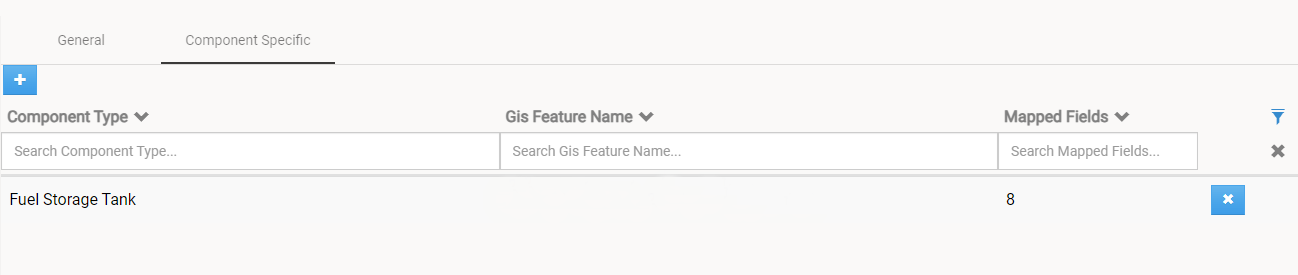 General
Component Specific
Component Type
Gis Feature Name
Mapped Fields
Search Component Type...
Search Gis Feature Name...
Search Mapped Fields...
Fuel Storage Tank
8